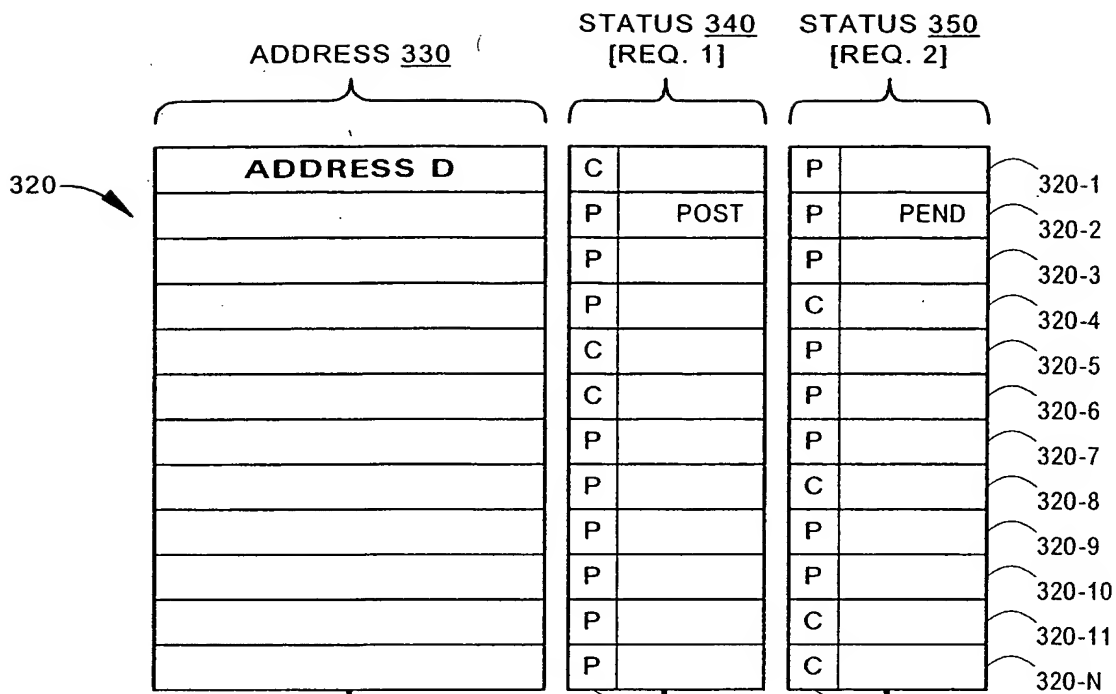 ADDRESS 330
STATUS 340
[REQ. 1]
STATUS 350
[REQ. 2]
320
ADDRESS D C P 320-1
P POST P PEND 320-2
P P 320-3
P C 320-4
C P 320-5
C P 320-6
P P 320-7
P C 320-8
P P 320-9
P P 320-10
P C 320-11
P C 320-N